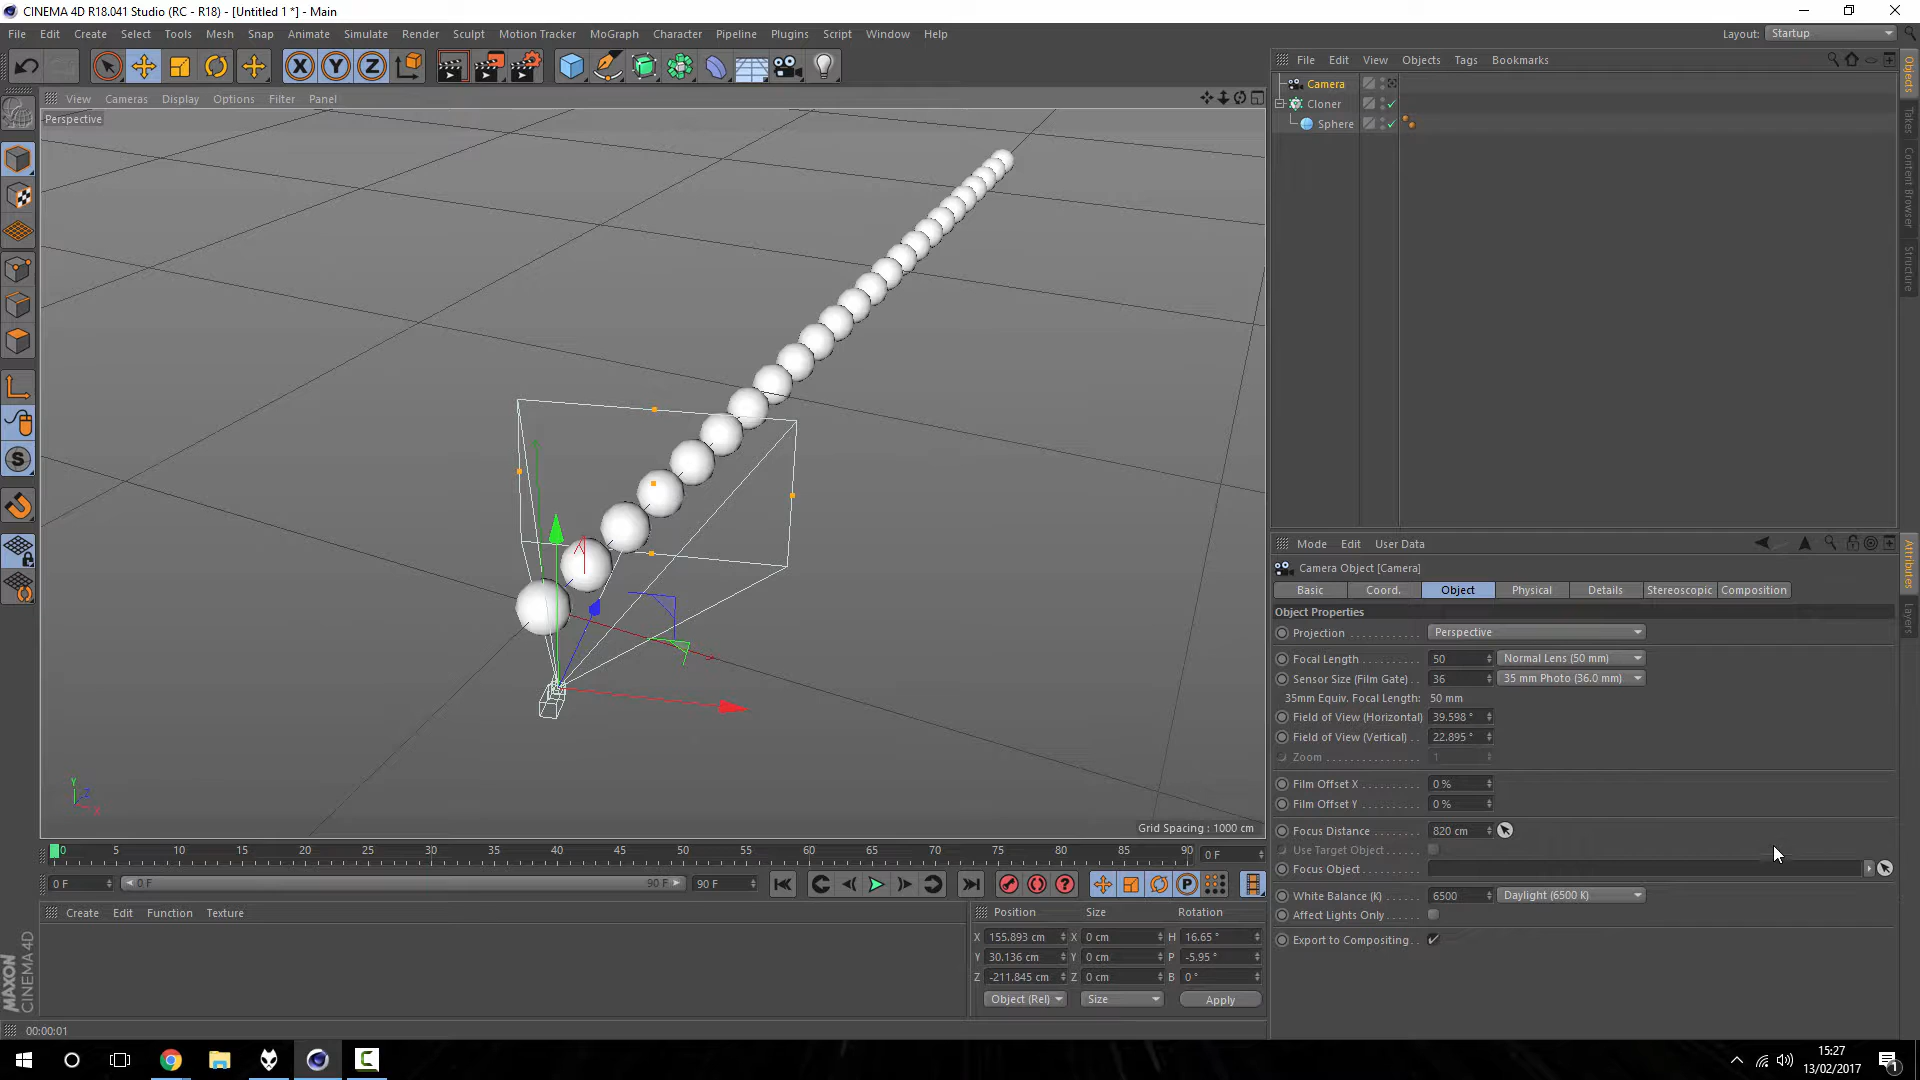 CINEMA 4D R18.041 Studio (RC - R18) - [Untitled 1 *] - Main
File Edit Create Select Tools Mesh Snap Animate Simulate Render Sculpt Motion Tracker MoGraph Character Pipeline Plugins Script Window Help
Layout: Startup
X Y Z
File Edit View Objects Tags Bookmarks
View Cameras Display Options Filter Panel
Perspective
Camera
Cloner
Sphere
Objects
Takes
Content Browser
Structure
Mode Edit User Data
Camera Object [Camera]
Basic Coord. Object Physical Details Stereoscopic Composition
Object Properties
Projection Perspective
Focal Length 50 Normal Lens (50 mm)
Sensor Size (Film Gate) 36 35 mm Photo (36.0 mm)
35mm Equiv. Focal Length: 50 mm
Field of View (Horizontal) 39.598 °
Field of View (Vertical) 22.895 °
Zoom 1
Film Offset X 0 %
Film Offset Y 0 %
Focus Distance 820 cm
Use Target Object
Focus Object
White Balance (K) 6500 Daylight (6500 K)
Affect Lights Only
Export to Compositing
Attributes
Layers
Y
Z
X
Grid Spacing : 1000 cm
0 5 10 15 20 25 30 35 40 45 50 55 60 65 70 75 80 85 90 0 F
0 F 0 F 90 F 90 F
Create Edit Function Texture
Position Size Rotation
X 155.893 cm X 0 cm H 16.65 °
Y 30.136 cm Y 0 cm P -5.95 °
Z -211.845 cm Z 0 cm B 0 °
Object (Rel) Size Apply
MAXON
CINEMA 4D
00:00:01
15:27
13/02/2017
1